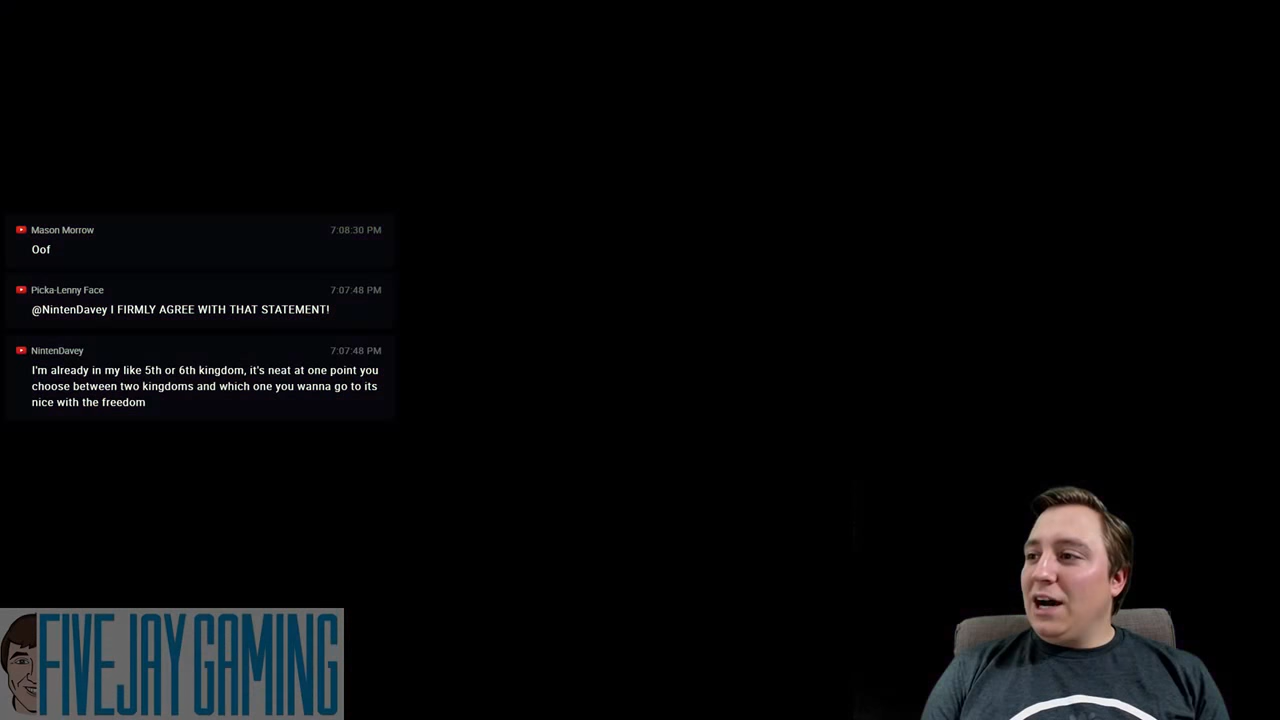 Mason Morrow 7:08:30 PM
Oof
Picka-Lenny Face 7:07:48 PM
@NintenDavey I FIRMLY AGREE WITH THAT STATEMENT!
NintenDavey 7:07:48 PM
I'm already in my like 5th or 6th kingdom, it's neat at one point you
choose between two kingdoms and which one you wanna go to its
nice with the freedom
FIVEJAYGAMING